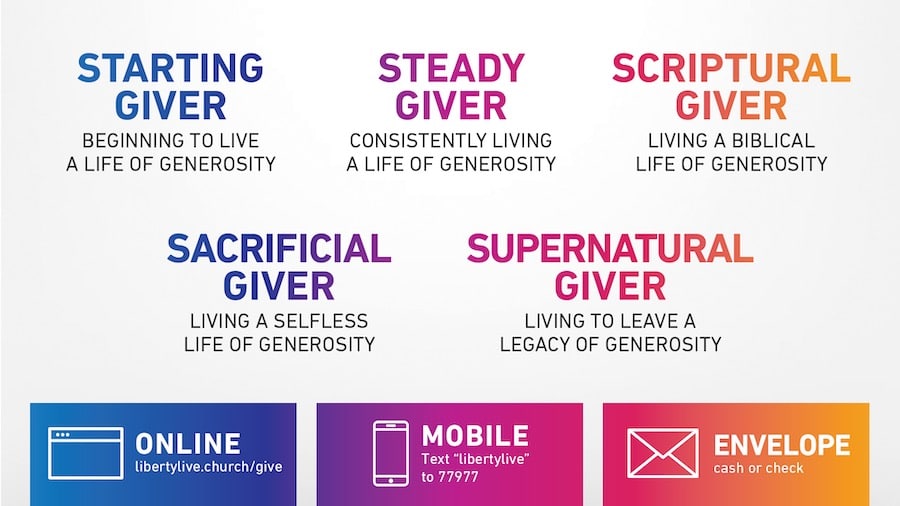 STARTING
GIVER
BEGINNING TO LIVE
A LIFE OF GENEROSITY
STEADY
GIVER
CONSISTENTLY LIVING
A LIFE OF GENEROSITY
SCRIPTURAL
GIVER
LIVING A BIBLICAL
LIFE OF GENEROSITY
SACRIFICIAL
GIVER
LIVING A SELFLESS
LIFE OF GENEROSITY
SUPERNATURAL
GIVER
LIVING TO LEAVE A
LEGACY OF GENEROSITY
ONLINE
libertylive.church/give
MOBILE
Text “libertylive”
to 77977
ENVELOPE
cash or check